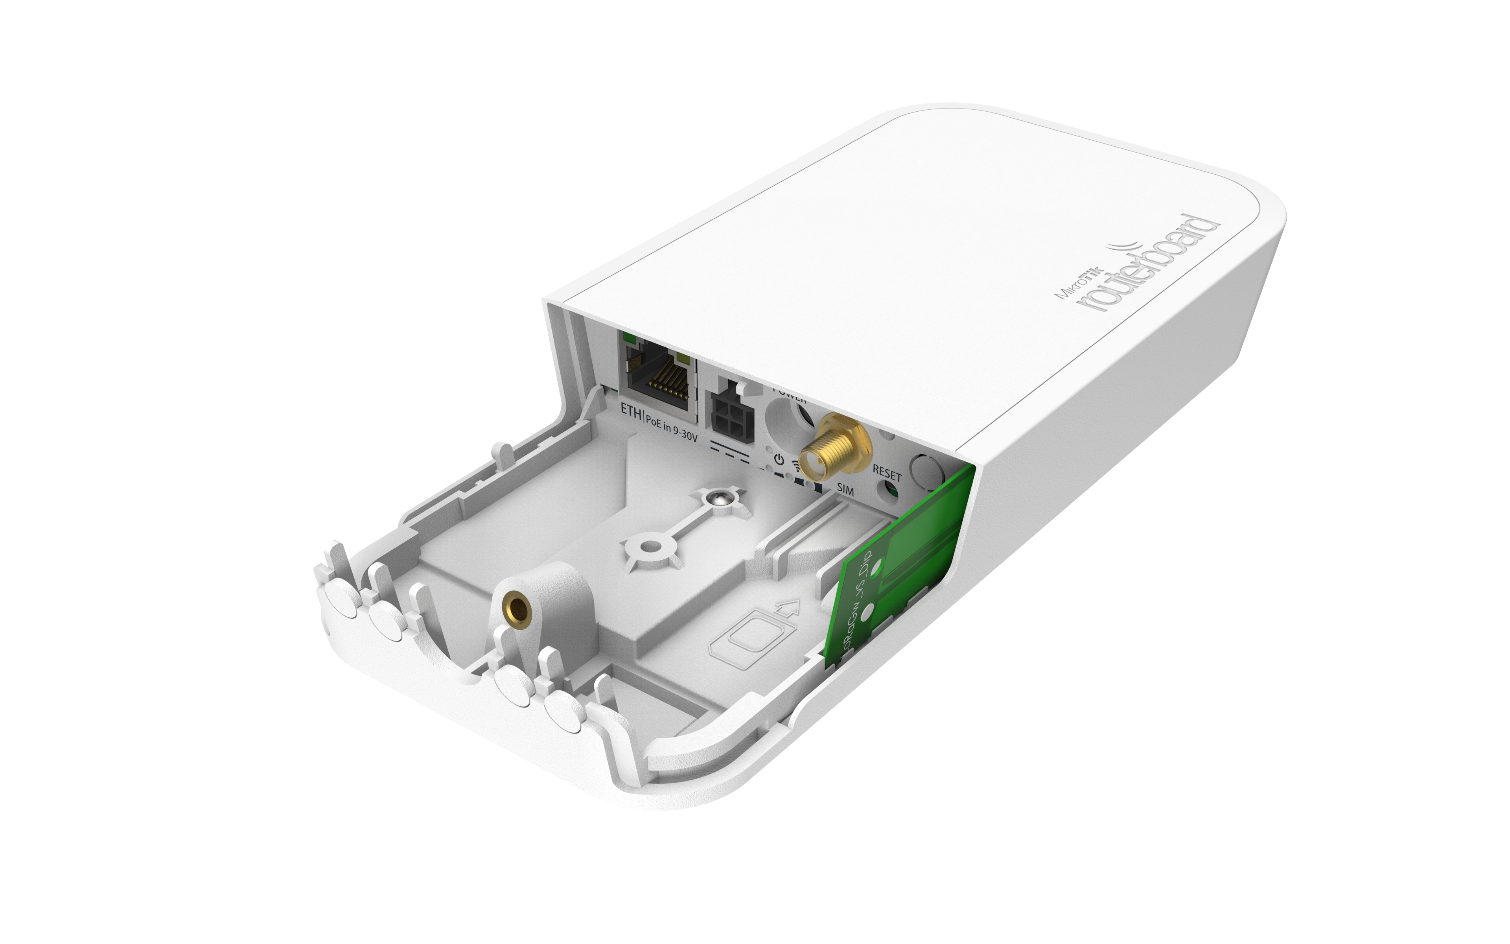 MikroTik
routerboard
ETH|PoE in 9-30V
POWER
SIM
RESET